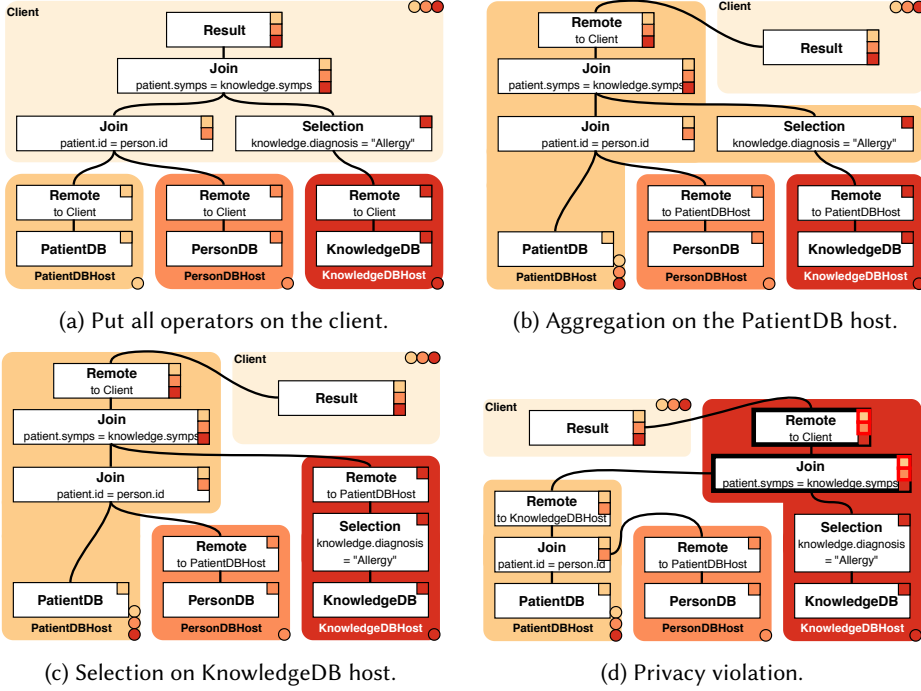 Client
Result
Join
patient.symps = knowledge.symps
Join
patient.id = person.id
Selection
knowledge.diagnosis = "Allergy"
Remote
to Client
Remote
to Client
Remote
to Client
PatientDB
PersonDB
KnowledgeDB
PatientDBHost
PersonDBHost
KnowledgeDBHost
(a) Put all operators on the client.
Remote
to Client
Client
Result
Join
patient.symps = knowledge.symps
Join
patient.id = person.id
Selection
knowledge.diagnosis = "Allergy"
Remote
to PatientDBHost
Remote
to PatientDBHost
PatientDB
PersonDB
KnowledgeDB
PatientDBHost
PersonDBHost
KnowledgeDBHost
(b) Aggregation on the PatientDB host.
Remote
to Client
Client
Result
Join
patient.symps = knowledge.symps
Join
patient.id = person.id
Remote
to PatientDBHost
Selection
knowledge.diagnosis
= "Allergy"
Remote
to PatientDBHost
PatientDB
PersonDB
KnowledgeDB
PatientDBHost
PersonDBHost
KnowledgeDBHost
(c) Selection on KnowledgeDB host.
Client
Result
Remote
to Client
Join
patient.symps = knowledge.symps
Remote
to KnowledgeDBHost
Join
patient.id = person.id
Remote
to PatientDBHost
Selection
knowledge.diagnosis
= "Allergy"
PatientDB
PersonDB
KnowledgeDB
PatientDBHost
PersonDBHost
KnowledgeDBHost
(d) Privacy violation.